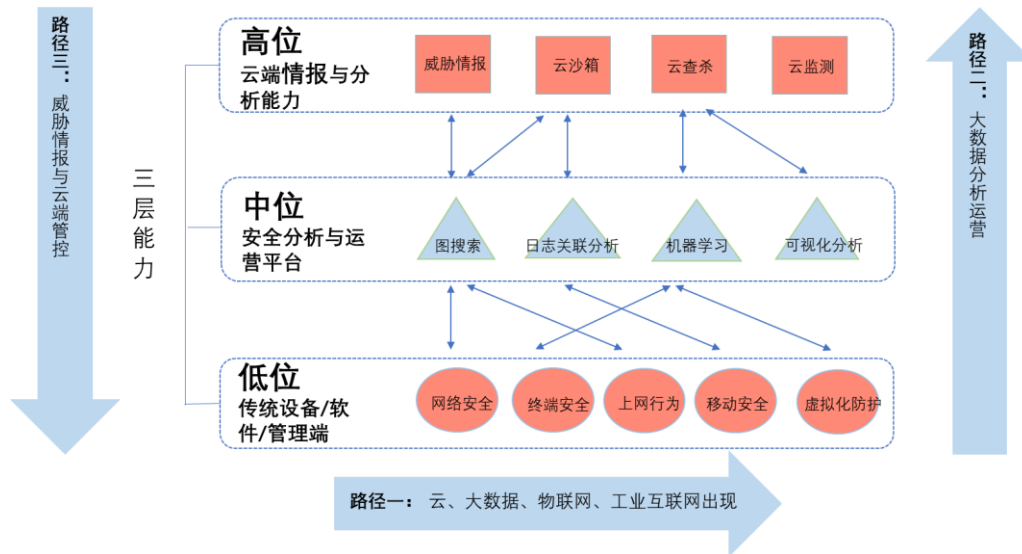 路径三：威胁情报与云端管控
三层能力
高位
云端情报与分
析能力
威胁情报
云沙箱
云查杀
云监测
中位
安全分析与运
营平台
图搜索
日志关联分析
机器学习
可视化分析
低位
传统设备/软
件/管理端
网络安全
终端安全
上网行为
移动安全
虚拟化防护
路径二：大数据分析运营
路径一：云、大数据、物联网、工业互联网出现